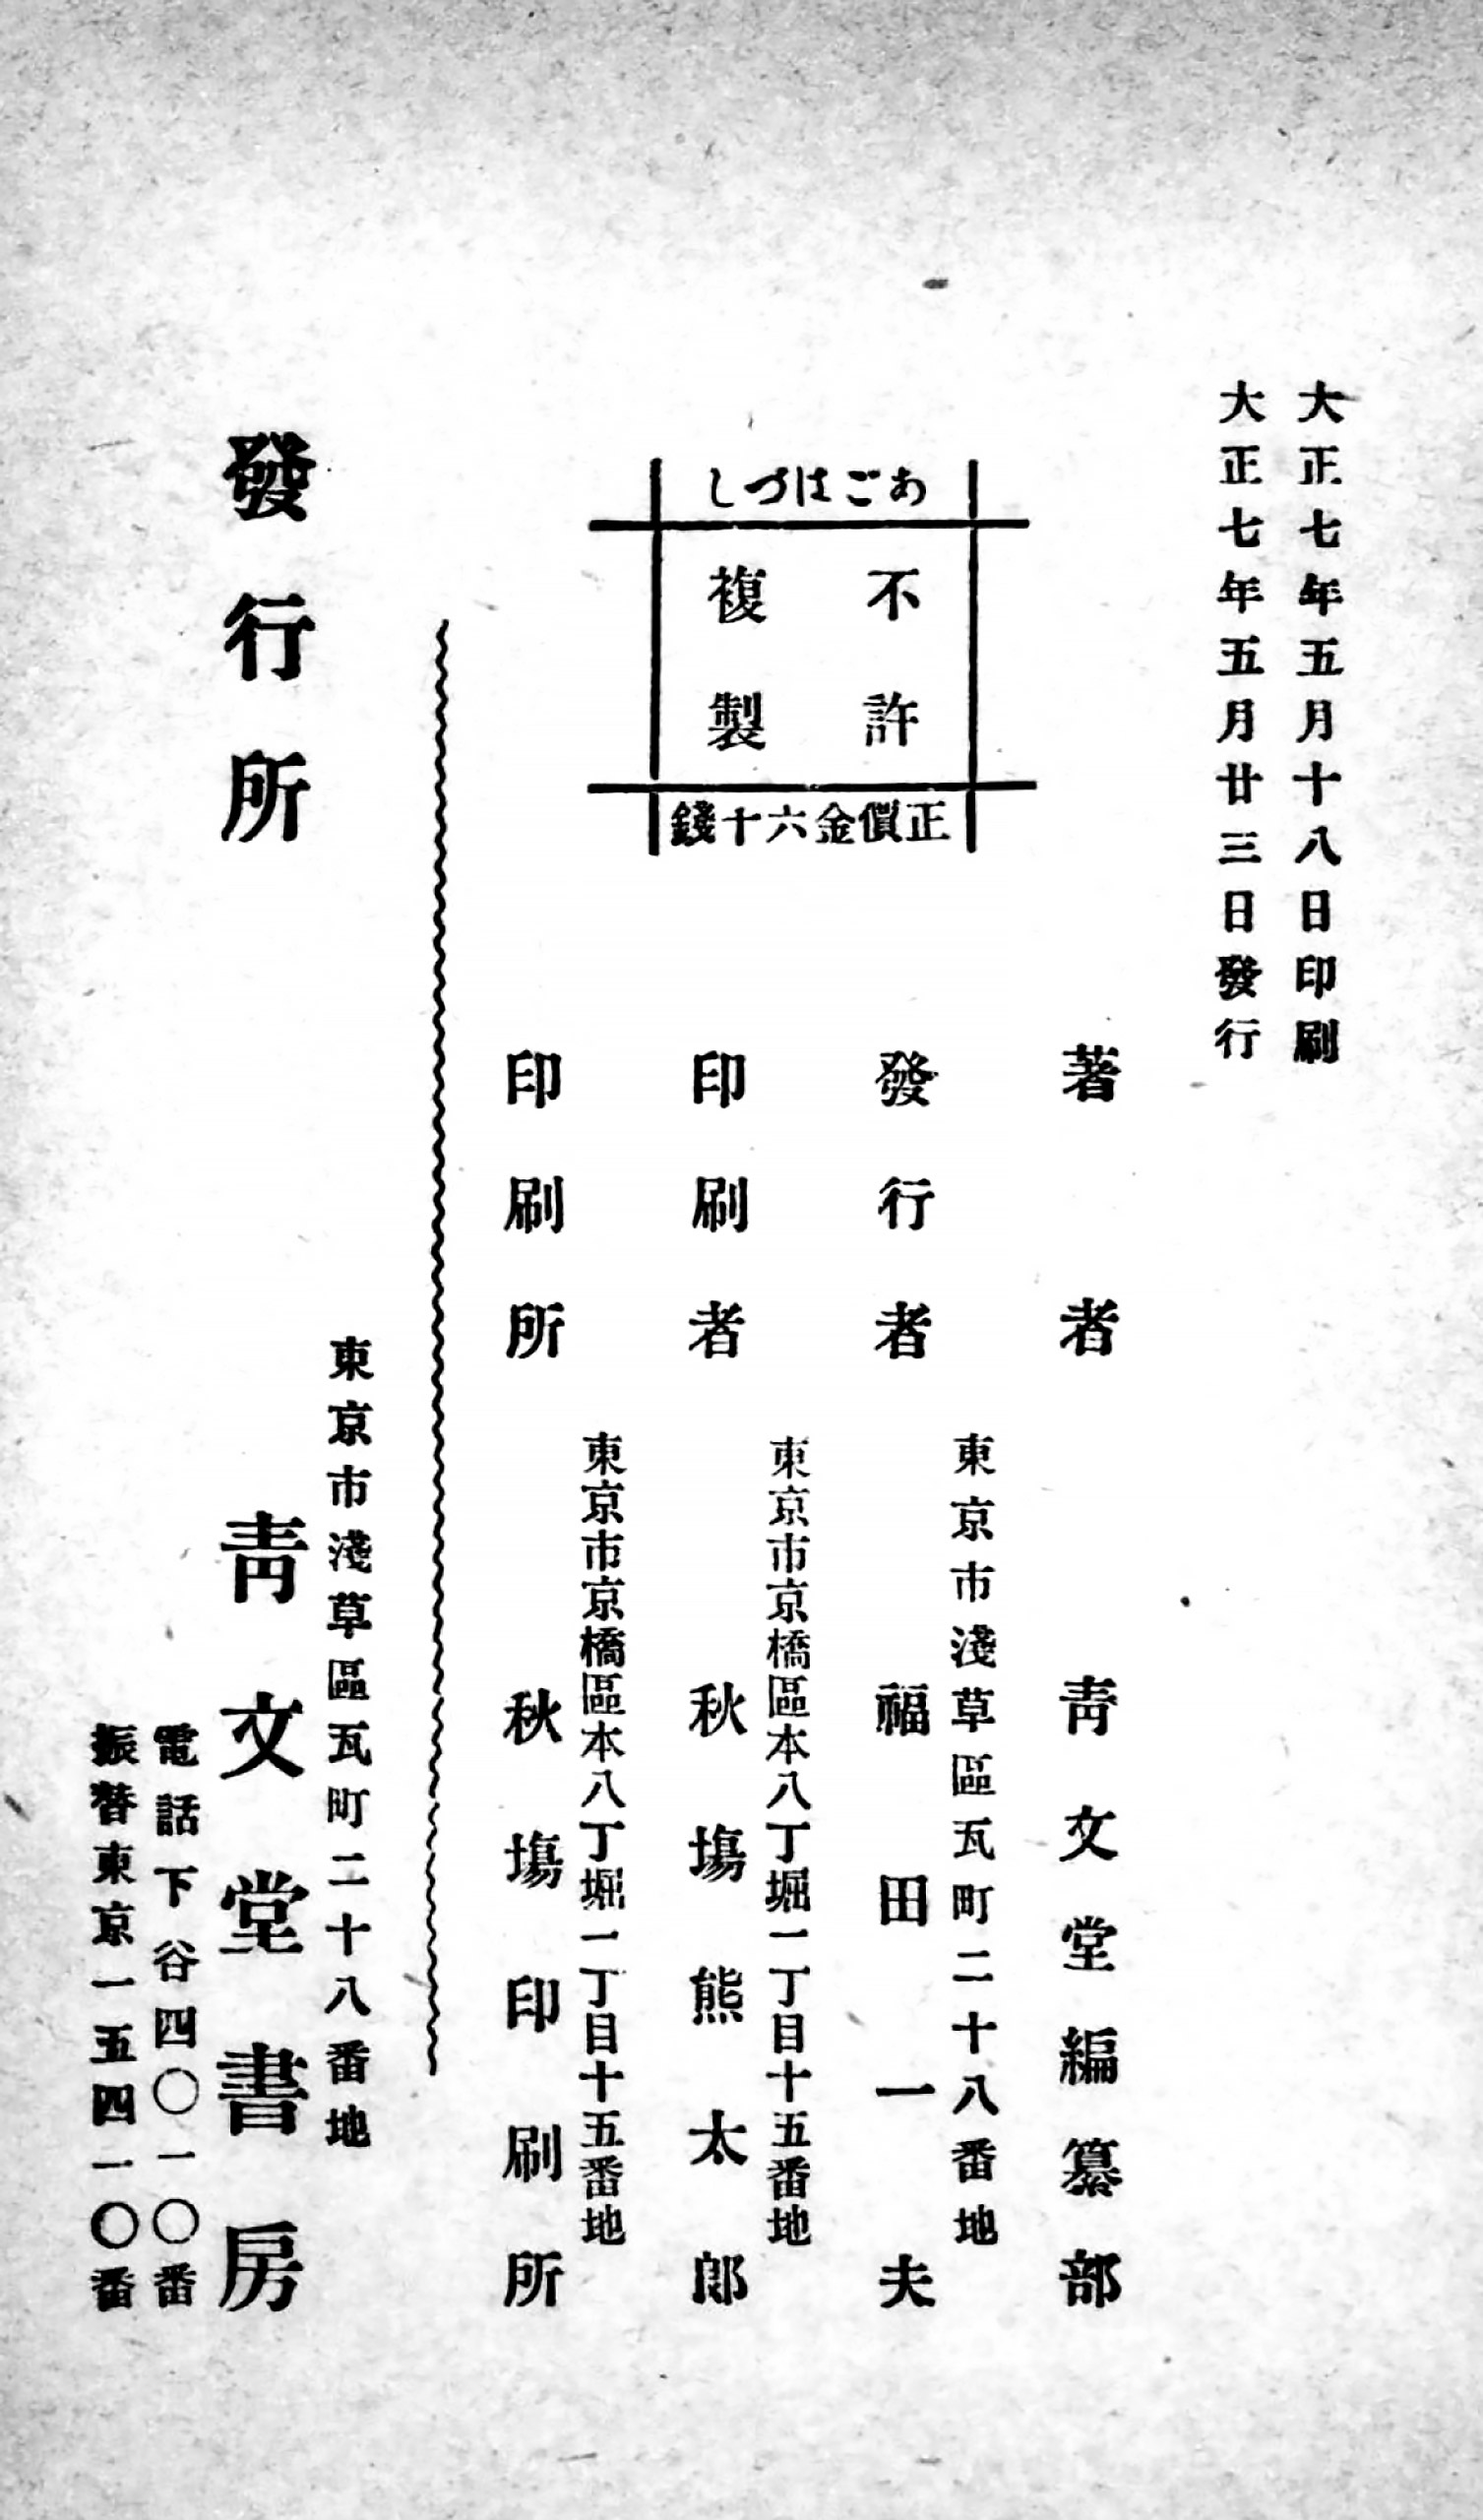 大正七年五月十八日印刷
大正七年五月廿三日發行
あごはづし
不許
複製
正價金六十錢
著者
靑文堂編纂部
東京市淺草區瓦町二十八番地
發行者
福田一夫
東京市京橋區本八丁堀一丁目十五番地
印刷者
秋塲熊太郎
東京市京橋區本八丁堀一丁目十五番地
印刷所
秋塲印刷所
東京市淺草區瓦町二十八番地
發行所
靑文堂書房
電話下谷四〇一〇番
振替東京一五四一〇番